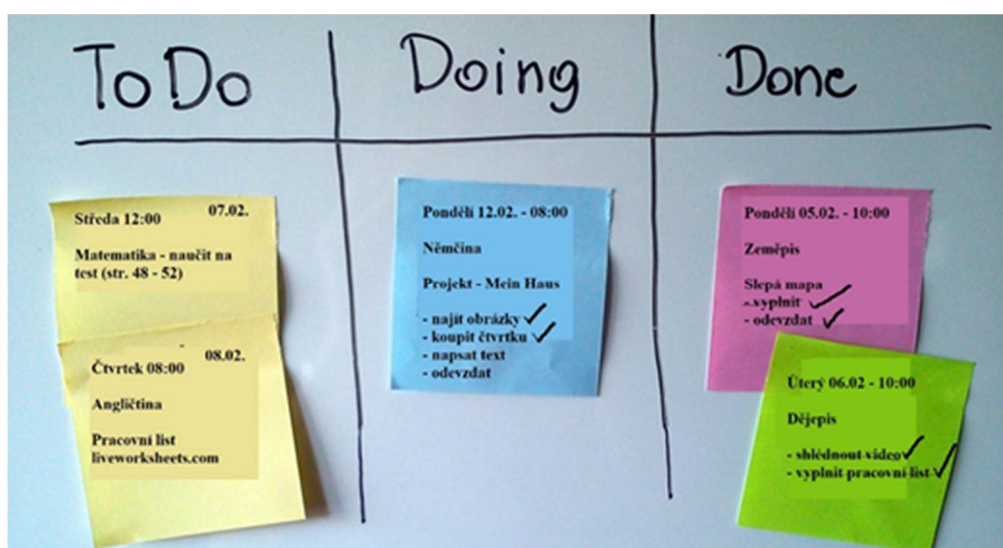 To Do
Doing
Done
Středa 12:00 07.02.
Matematika - naučit na
test (str. 48 - 52)
Čtvrtek 08:00 08.02.
Angličtina
Pracovní list
liveworksheets.com
Pondělí 12.02. - 08:00
Němčina
Projekt - Mein Haus
- najít obrázky
- koupit čtvrtku
- napsat text
- odevzdat
Pondělí 05.02. - 10:00
Zeměpis
Slepá mapa
- vyplnit
- odevzdat
Úterý 06.02 - 10:00
Dějepis
- shlédnout video
- vyplnit pracovní list